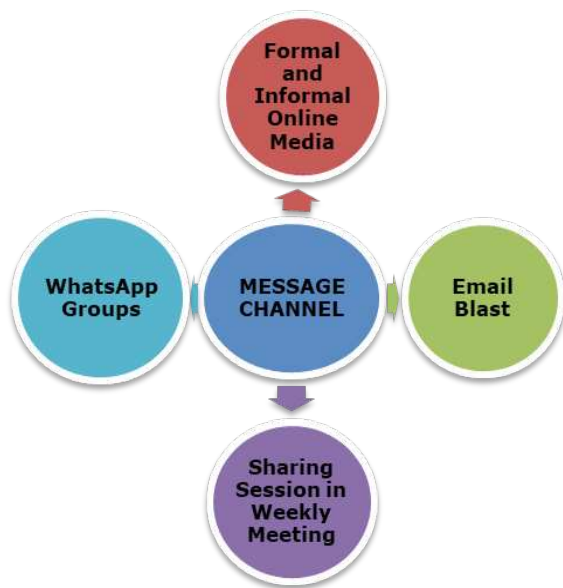 Formal
and
Informal
Online
Media
WhatsApp
Groups
MESSAGE
CHANNEL
Email
Blast
Sharing
Session in
Weekly
Meeting